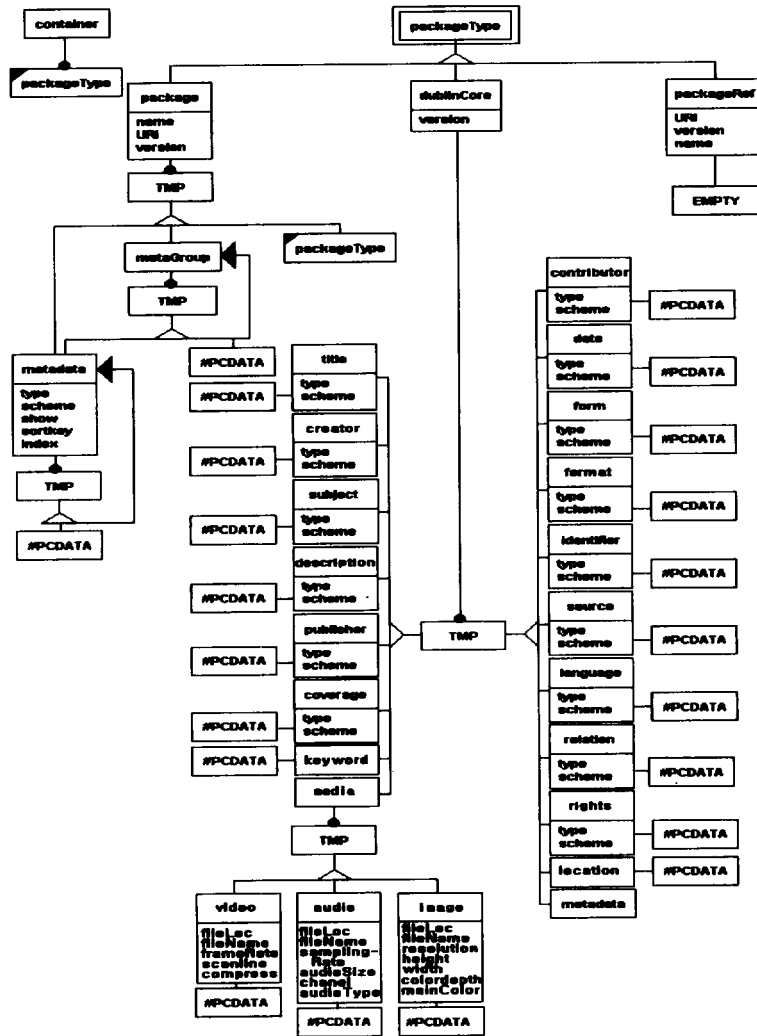 container
packageType
packageType
package
name
URI
version
dublinCore
version
packageRef
URI
version
name
EMPTY
TMP
packageType
metaGroup
TMP
#PCDATA
metadata
type
scheme
show
sortkey
index
TMP
#PCDATA
title
type
scheme
#PCDATA
creator
type
scheme
#PCDATA
subject
type
scheme
#PCDATA
description
type
scheme
#PCDATA
publisher
type
scheme
#PCDATA
coverage
type
scheme
#PCDATA
keyword
#PCDATA
media
TMP
video
fileLoc
fileName
frameRate
scanline
compress
#PCDATA
audio
fileLoc
fileName
sampling-
Rate
audioSize
chanel
audioType
#PCDATA
image
fileLoc
fileName
resolution
height
width
colordepth
mainColor
#PCDATA
TMP
contributor
type
scheme
#PCDATA
date
type
scheme
#PCDATA
form
type
scheme
#PCDATA
format
type
scheme
#PCDATA
identifier
type
scheme
#PCDATA
source
type
scheme
#PCDATA
language
type
scheme
#PCDATA
relation
type
scheme
#PCDATA
rights
type
scheme
#PCDATA
location
#PCDATA
metadata